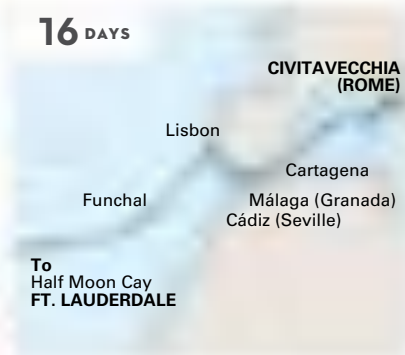 16 DAYS
CIVITAVECCHIA
(ROME)
Lisbon
Cartagena
Funchal
Málaga (Granada)
Cádiz (Seville)
To
Half Moon Cay
FT. LAUDERDALE